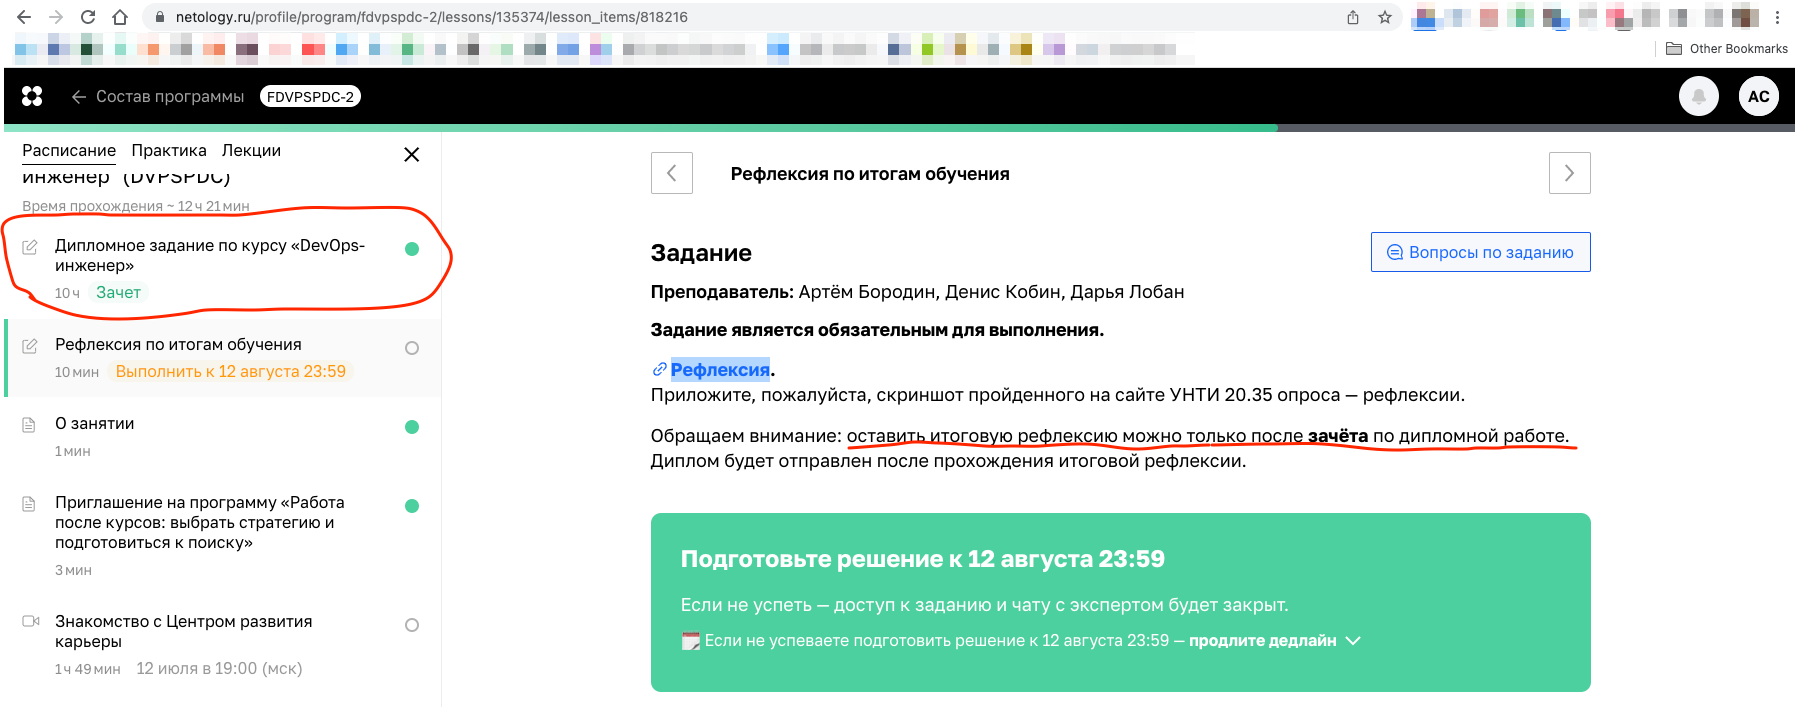 netology.ru/profile/program/fdvpspdc-2/lessons/135374/lesson_items/818216
Other Bookmarks
Состав программы
FDVPSPDC-2
АС
Расписание Практика Лекции
инженер" (DVPSPDC)
Время прохождения ~ 12 ч 21 мин
Дипломное задание по курсу «DevOps-
инженер»
10 ч Зачет
Рефлексия по итогам обучения
10 мин Выполнить к 12 августа 23:59
О занятии
1 мин
Приглашение на программу «Работа
после курсов: выбрать стратегию и
подготовиться к поиску»
3 мин
Знакомство с Центром развития
карьеры
1 ч 49 мин 12 июля в 19:00 (мск)
Рефлексия по итогам обучения
Задание
Вопросы по заданию
Преподаватель: Артём Бородин, Денис Кобин, Дарья Лобан
Задание является обязательным для выполнения.
Рефлексия.
Приложите, пожалуйста, скриншот пройденного на сайте УНТИ 20.35 опроса — рефлексии.
Обращаем внимание: оставить итоговую рефлексию можно только после зачёта по дипломной работе.
Диплом будет отправлен после прохождения итоговой рефлексии.
Подготовьте решение к 12 августа 23:59
Если не успеть — доступ к заданию и чату с экспертом будет закрыт.
Если не успеваете подготовить решение к 12 августа 23:59 — продлите дедлайн